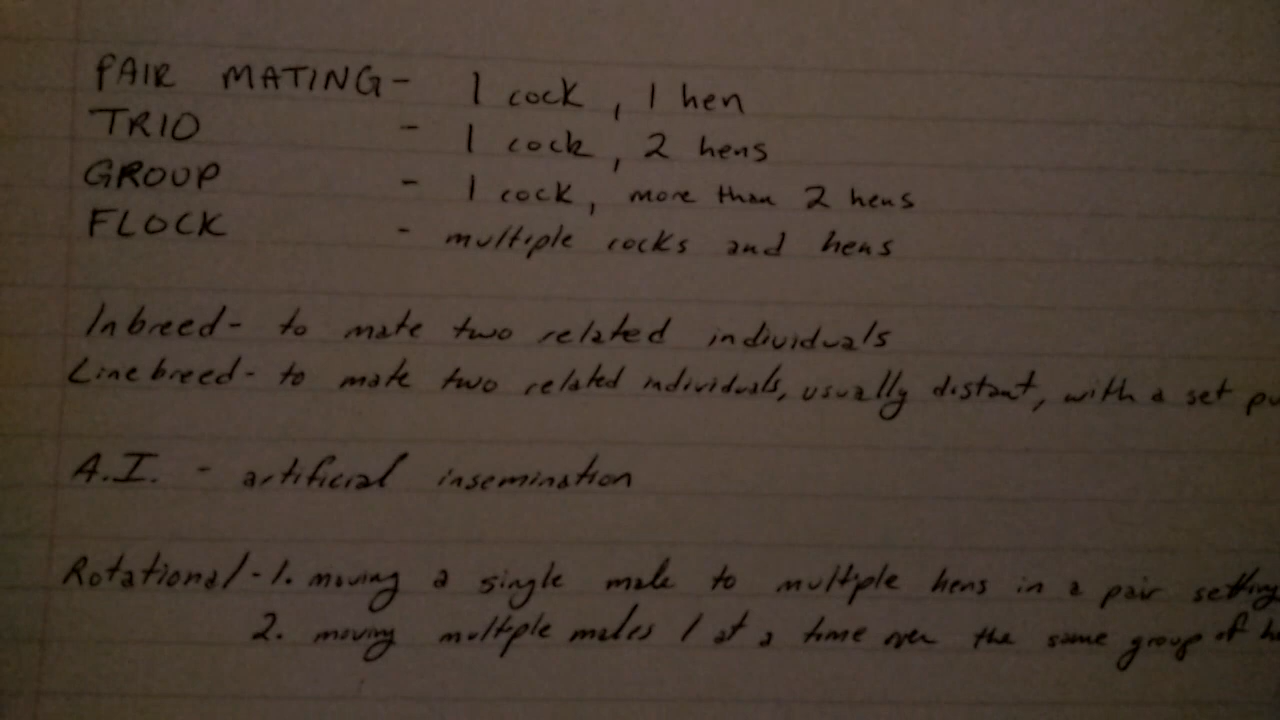 PAIR MATING - 1 cock, 1 hen
TRIO - 1 cock, 2 hens
GROUP - 1 cock, more than 2 hens
FLOCK - multiple cocks and hens
Inbreed - to mate two related individuals
Linebreed - to mate two related individuals, usually distant, with a set
A.I. - artificial insemination
Rotational - 1. moving a single male to multiple hens in a pair setting
2. moving multiple males 1 at a time over the same group of